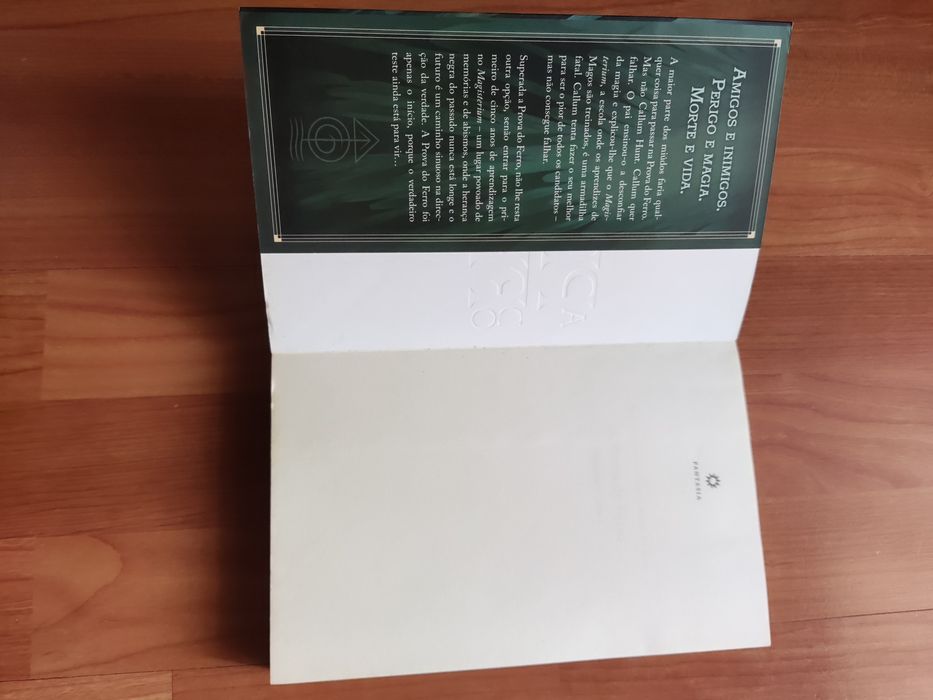 AMIGOS E INIMIGOS.
PERIGO E MAGIA.
MORTE E VIDA.
A maior parte dos miúdos faria qual-
quer coisa para passar na Prova do Ferro.
Mas não Callum Hunt. Callum quer
falhar. O pai ensinou-o a desconfiar
da magia e explicou-lhe que o Magi-
sterium, a escola onde os aprendizes de
Magos são treinados, é uma armadilha
fatal. Callum tenta fazer o seu melhor
para ser o pior de todos os candidatos –
mas não consegue falhar.
Superada a Prova do Ferro, não lhe resta
outra opção, senão entrar para o pri-
meiro de cinco anos de aprendizagem
no Magisterium – um lugar povoado de
memórias e de abismos, onde a herança
negra do passado nunca está longe e o
futuro é um caminho sinuoso na direc-
ção da verdade. A Prova do Ferro foi
apenas o início, porque o verdadeiro
teste ainda está para vir…
FANTASIA